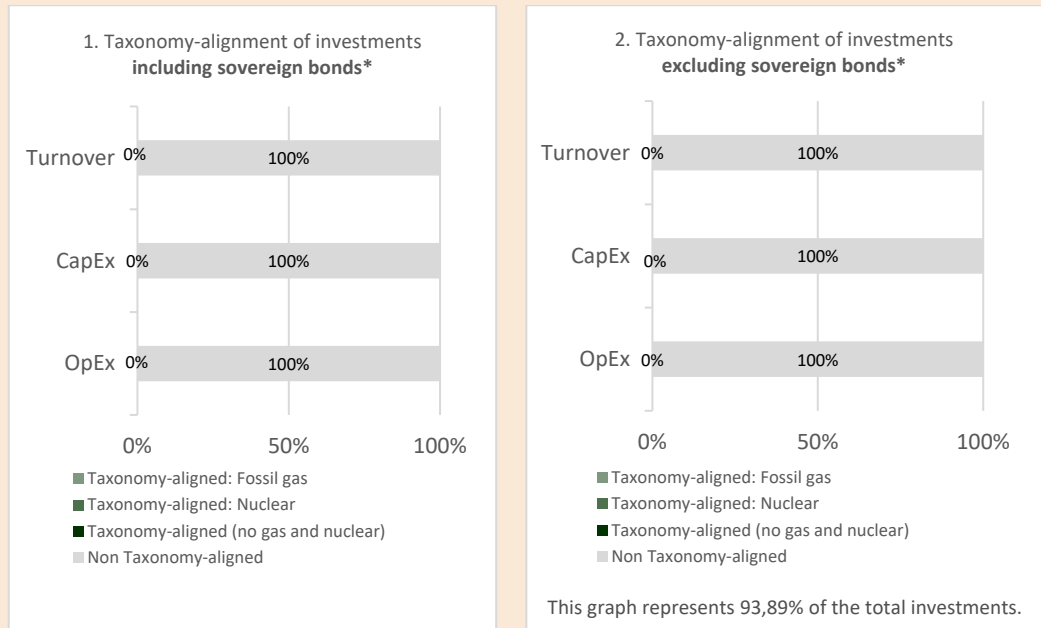 1. Taxonomy-alignment of investments
including sovereign bonds*
Turnover 0% 100%
CapEx 0% 100%
OpEx 0% 100%
0% 50% 100%
Taxonomy-aligned: Fossil gas
Taxonomy-aligned: Nuclear
Taxonomy-aligned (no gas and nuclear)
Non Taxonomy-aligned
2. Taxonomy-alignment of investments
excluding sovereign bonds*
Turnover 0% 100%
CapEx 0% 100%
OpEx 0% 100%
0% 50% 100%
Taxonomy-aligned: Fossil gas
Taxonomy-aligned: Nuclear
Taxonomy-aligned (no gas and nuclear)
Non Taxonomy-aligned
This graph represents 93,89% of the total investments.